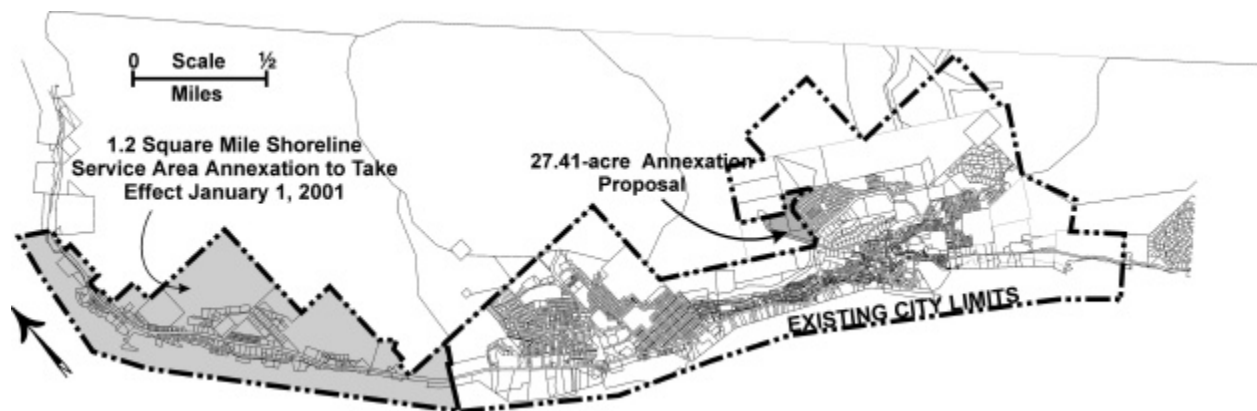 0 Scale ½
Miles
1.2 Square Mile Shoreline
Service Area Annexation to Take
Effect January 1, 2001
27.41-acre Annexation
Proposal
EXISTING CITY LIMITS
N